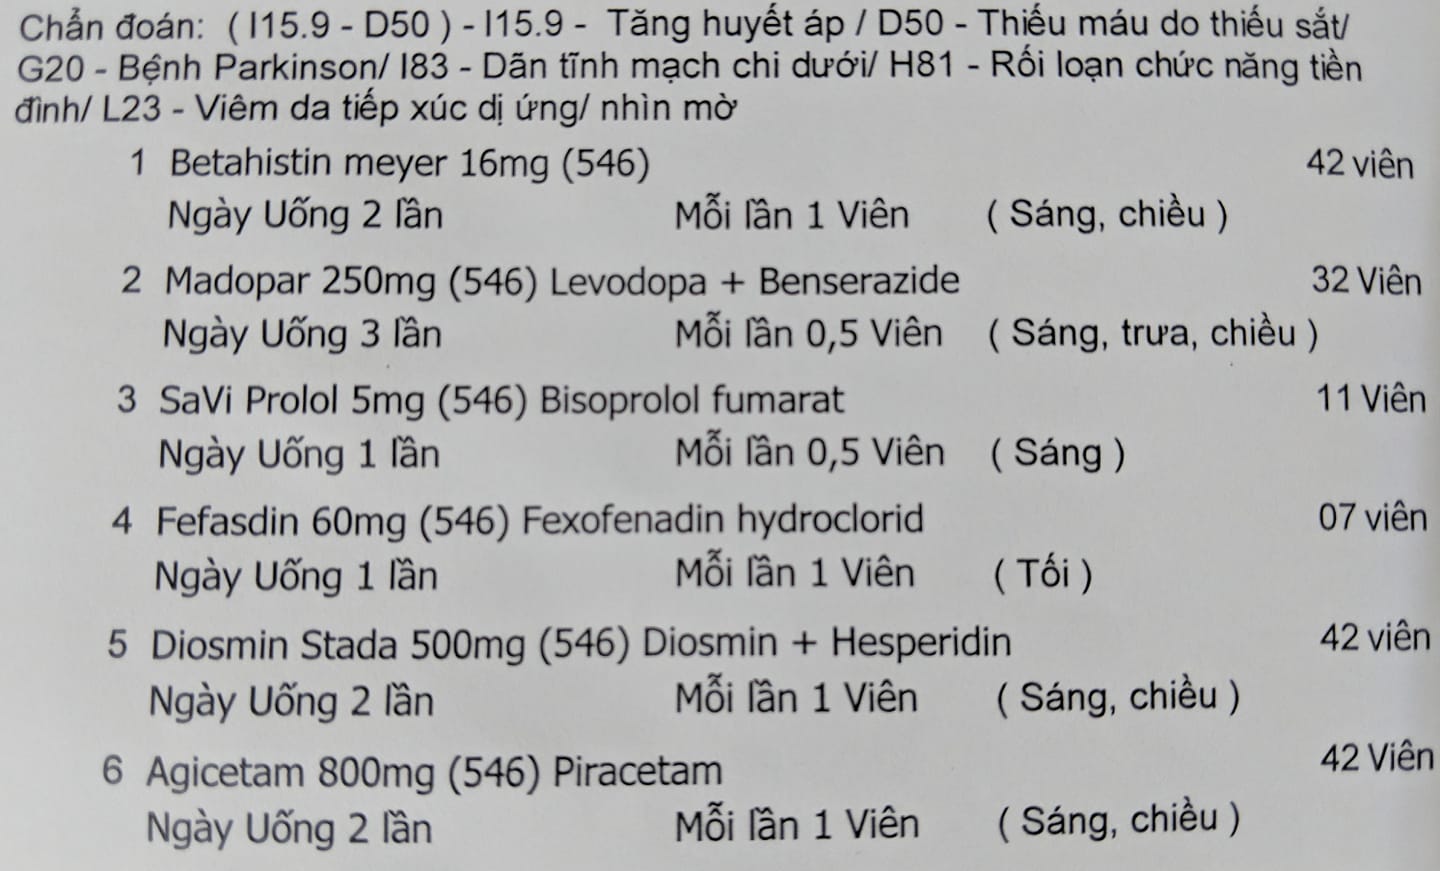 Chẩn đoán: ( I15.9 - D50 ) - I15.9 - Tăng huyết áp / D50 - Thiếu máu do thiếu sắt/
G20 - Bệnh Parkinson/ I83 - Dãn tĩnh mạch chi dưới/ H81 - Rối loạn chức năng tiền
đình/ L23 - Viêm da tiếp xúc dị ứng/ nhìn mờ
1 Betahistin meyer 16mg (546) 42 viên
Ngày Uống 2 lần Mỗi lần 1 Viên ( Sáng, chiều )
2 Madopar 250mg (546) Levodopa + Benserazide 32 Viên
Ngày Uống 3 lần Mỗi lần 0,5 Viên ( Sáng, trưa, chiều )
3 SaVi Prolol 5mg (546) Bisoprolol fumarat 11 Viên
Ngày Uống 1 lần Mỗi lần 0,5 Viên ( Sáng )
4 Fefasdin 60mg (546) Fexofenadin hydroclorid 07 viên
Ngày Uống 1 lần Mỗi lần 1 Viên ( Tối )
5 Diosmin Stada 500mg (546) Diosmin + Hesperidin 42 viên
Ngày Uống 2 lần Mỗi lần 1 Viên ( Sáng, chiều )
6 Agicetam 800mg (546) Piracetam 42 Viên
Ngày Uống 2 lần Mỗi lần 1 Viên ( Sáng, chiều )